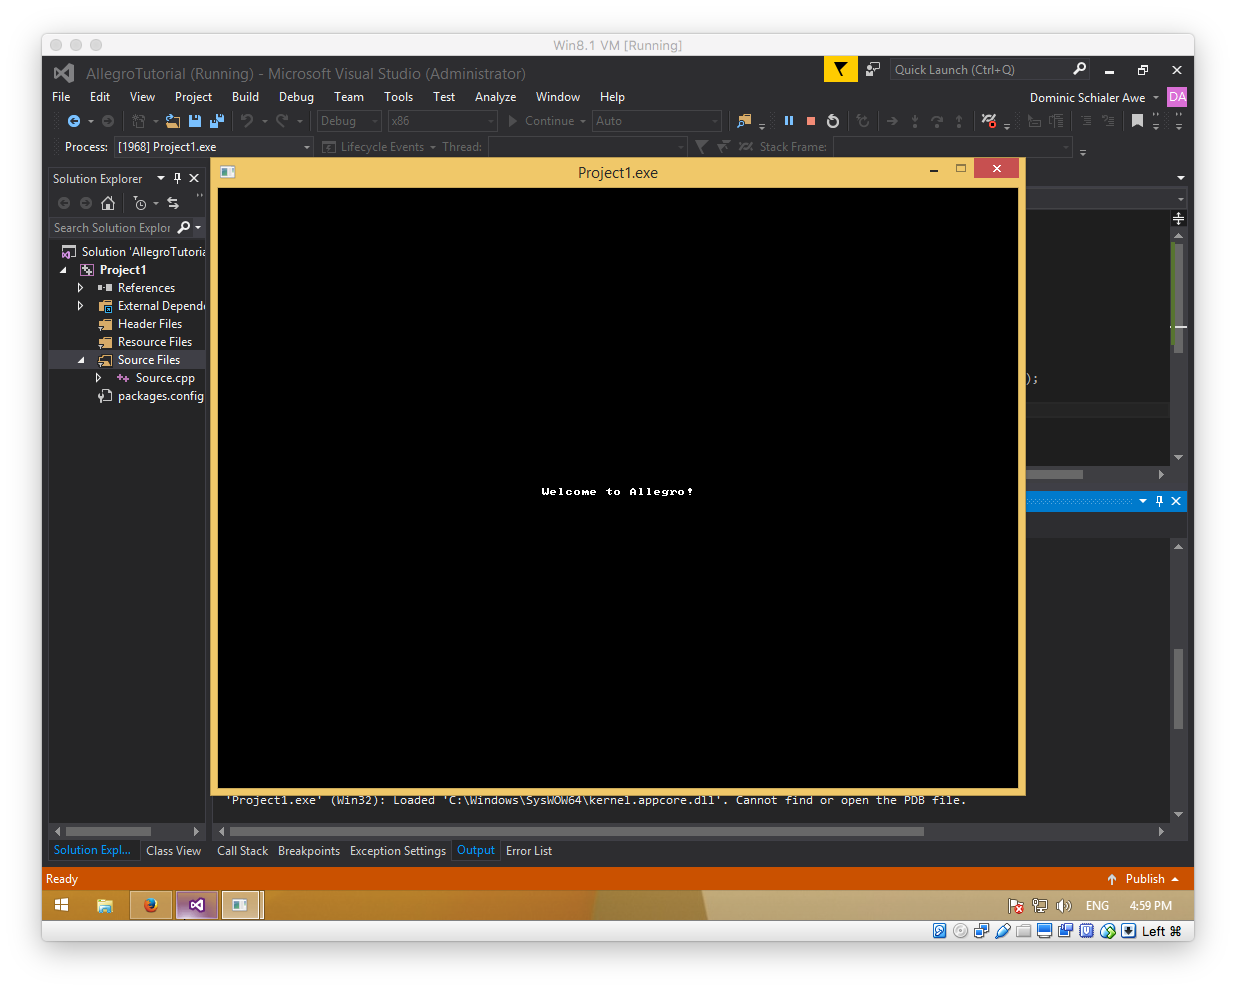 Win8.1 VM [Running]
AllegroTutorial (Running) - Microsoft Visual Studio (Administrator)
Quick Launch (Ctrl+Q)
File Edit View Project Build Debug Team Tools Test Analyze Window Help
Dominic Schialer Awe DA
Debug x86 Continue Auto
Process: [1968] Project1.exe Lifecycle Events Thread: Stack Frame:
Solution Explorer
Project1.exe
Search Solution Explor
Solution 'AllegroTutoria
Project1
References
External Depend
Header Files
Resource Files
Source Files
Source.cpp
packages.config
);
Welcome to Allegro!
'Project1.exe' (Win32): Loaded 'C:\Windows\SysWOW64\kernel.appcore.dll'. Cannot find or open the PDB file.
Solution Expl... Class View Call Stack Breakpoints Exception Settings Output Error List
Ready Publish
ENG 4:59 PM
Left ⌘